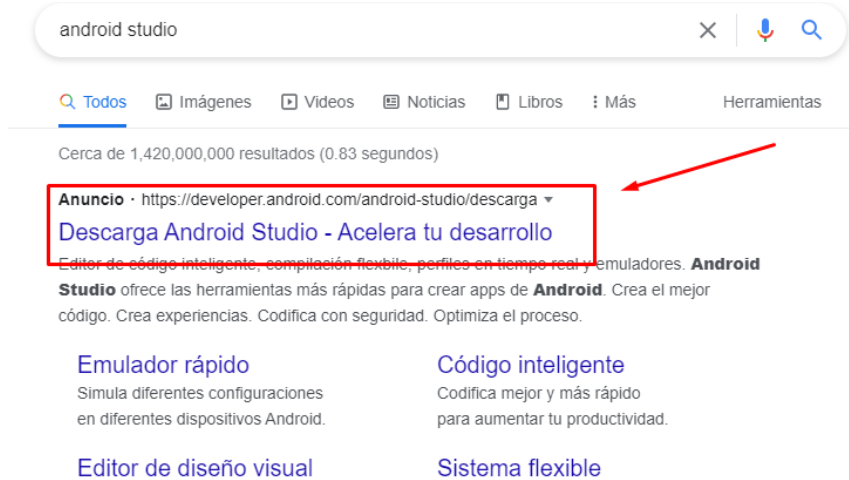 android studio
Todos Imágenes Videos Noticias Libros Más Herramientas
Cerca de 1,420,000,000 resultados (0.83 segundos)
Anuncio · https://developer.android.com/android-studio/descarga
Descarga Android Studio - Acelera tu desarrollo
Editor de código inteligente, compilación flexbile, perfiles en tiempo real y emuladores. Android
Studio ofrece las herramientas más rápidas para crear apps de Android. Crea el mejor
código. Crea experiencias. Codifica con seguridad. Optimiza el proceso.
Emulador rápido
Simula diferentes configuraciones
en diferentes dispositivos Android.
Código inteligente
Codifica mejor y más rápido
para aumentar tu productividad.
Editor de diseño visual
Sistema flexible